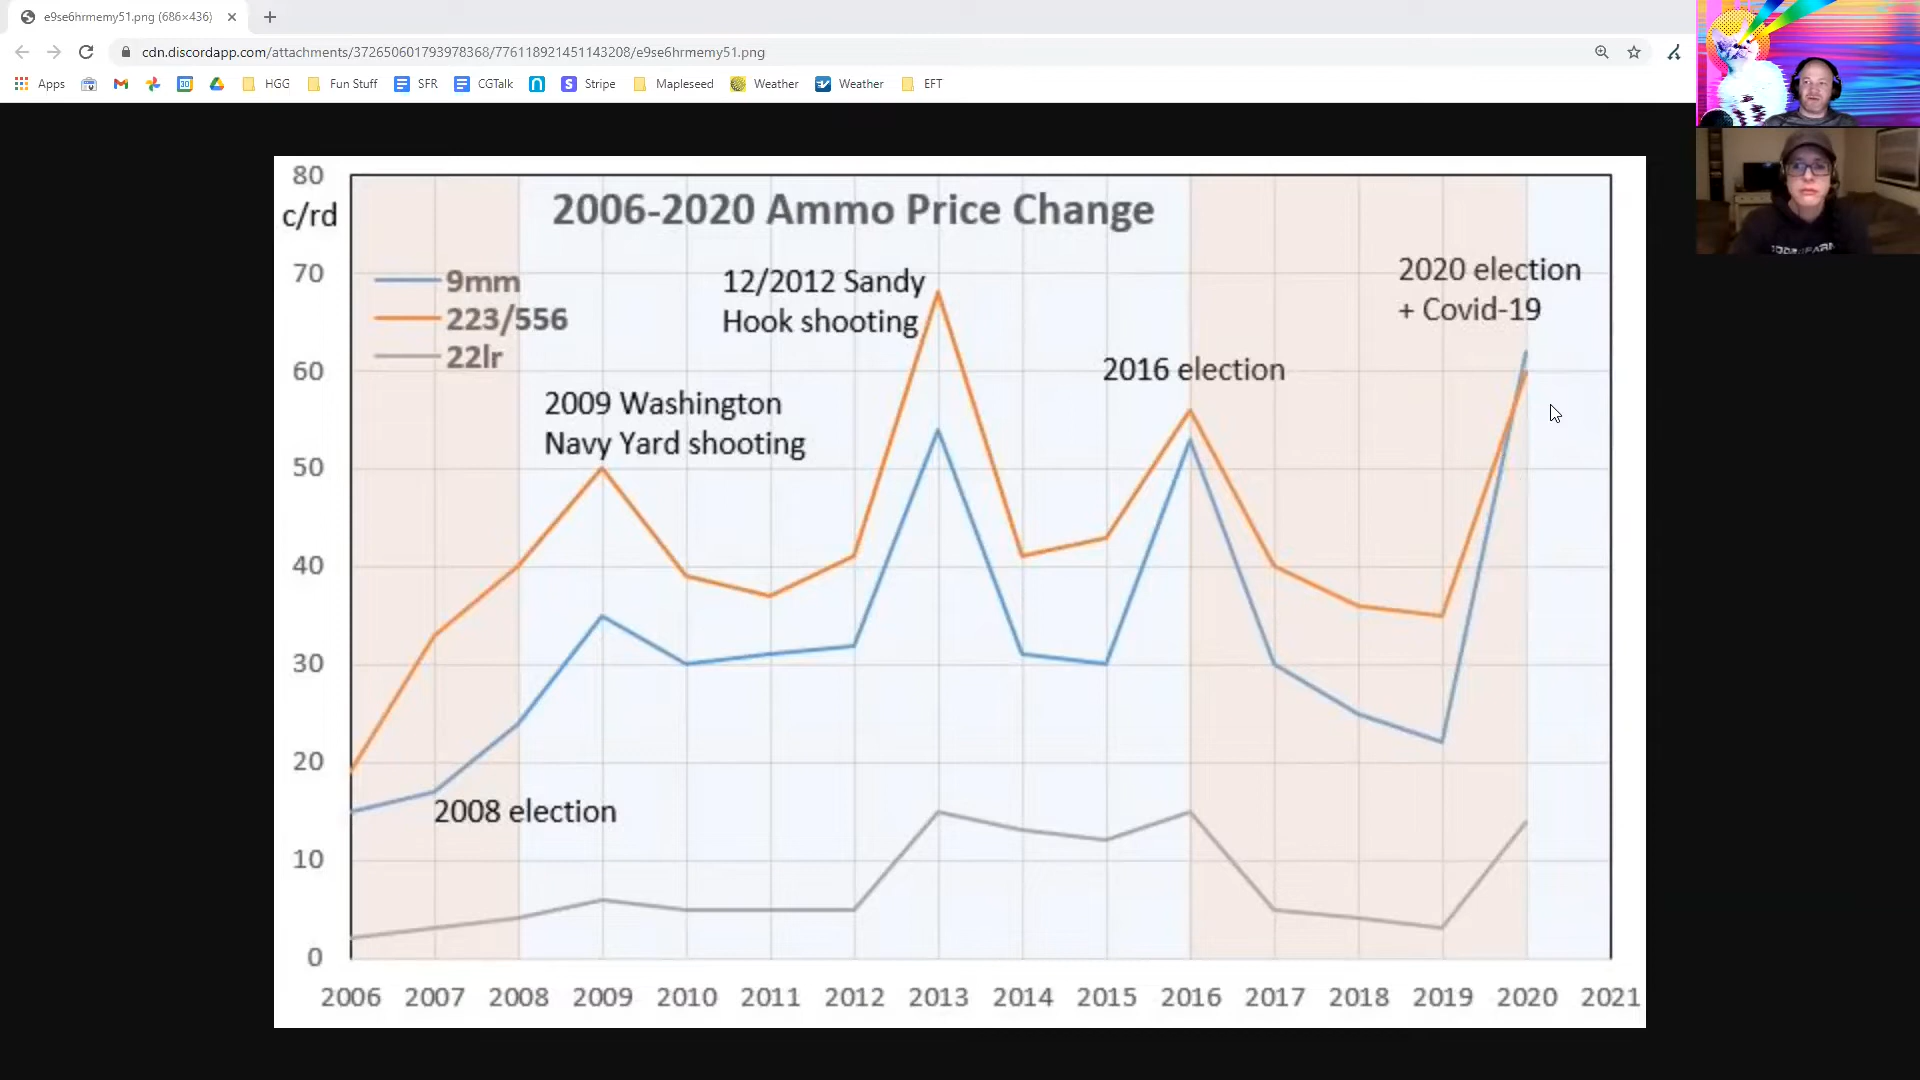 e9se6hrmemy51.png (686×436)
cdn.discordapp.com/attachments/372650601793978368/776118921451143208/e9se6hrmemy51.png
Apps
HGG
Fun Stuff
SFR
CGTalk
Stripe
Mapleseed
Weather
Weather
EFT
2006-2020 Ammo Price Change
80
c/rd
70
60
50
40
30
20
10
0
9mm
223/556
22lr
12/2012 Sandy
Hook shooting
2009 Washington
Navy Yard shooting
2016 election
2020 election
+ Covid-19
2008 election
2006 2007 2008 2009 2010 2011 2012 2013 2014 2015 2016 2017 2018 2019 2020 2021